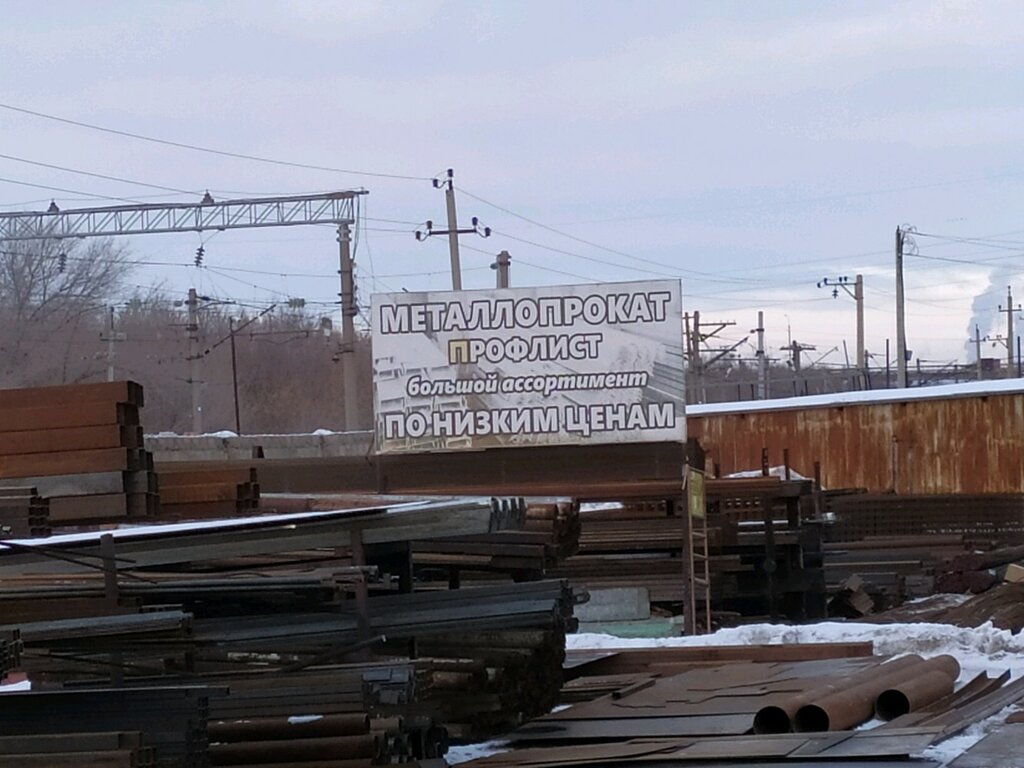 МЕТАЛЛОПРОКАТ
ПРОФЛИСТ
большой ассортимент
ПО НИЗКИМ ЦЕНАМ